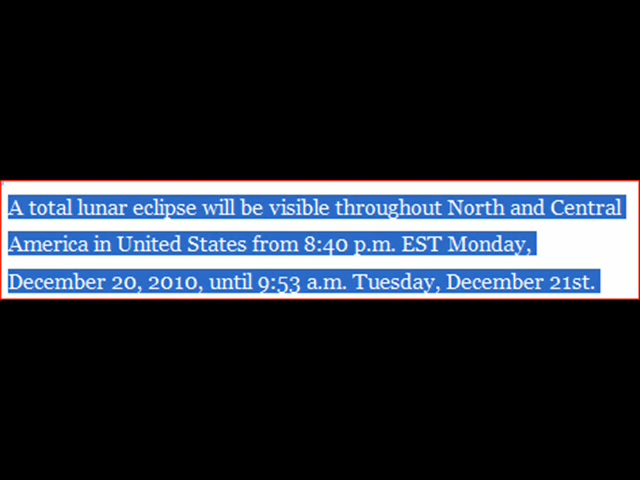 A total lunar eclipse will be visible throughout North and Central
America in United States from 8:40 p.m. EST Monday,
December 20, 2010, until 9:53 a.m. Tuesday, December 21st.